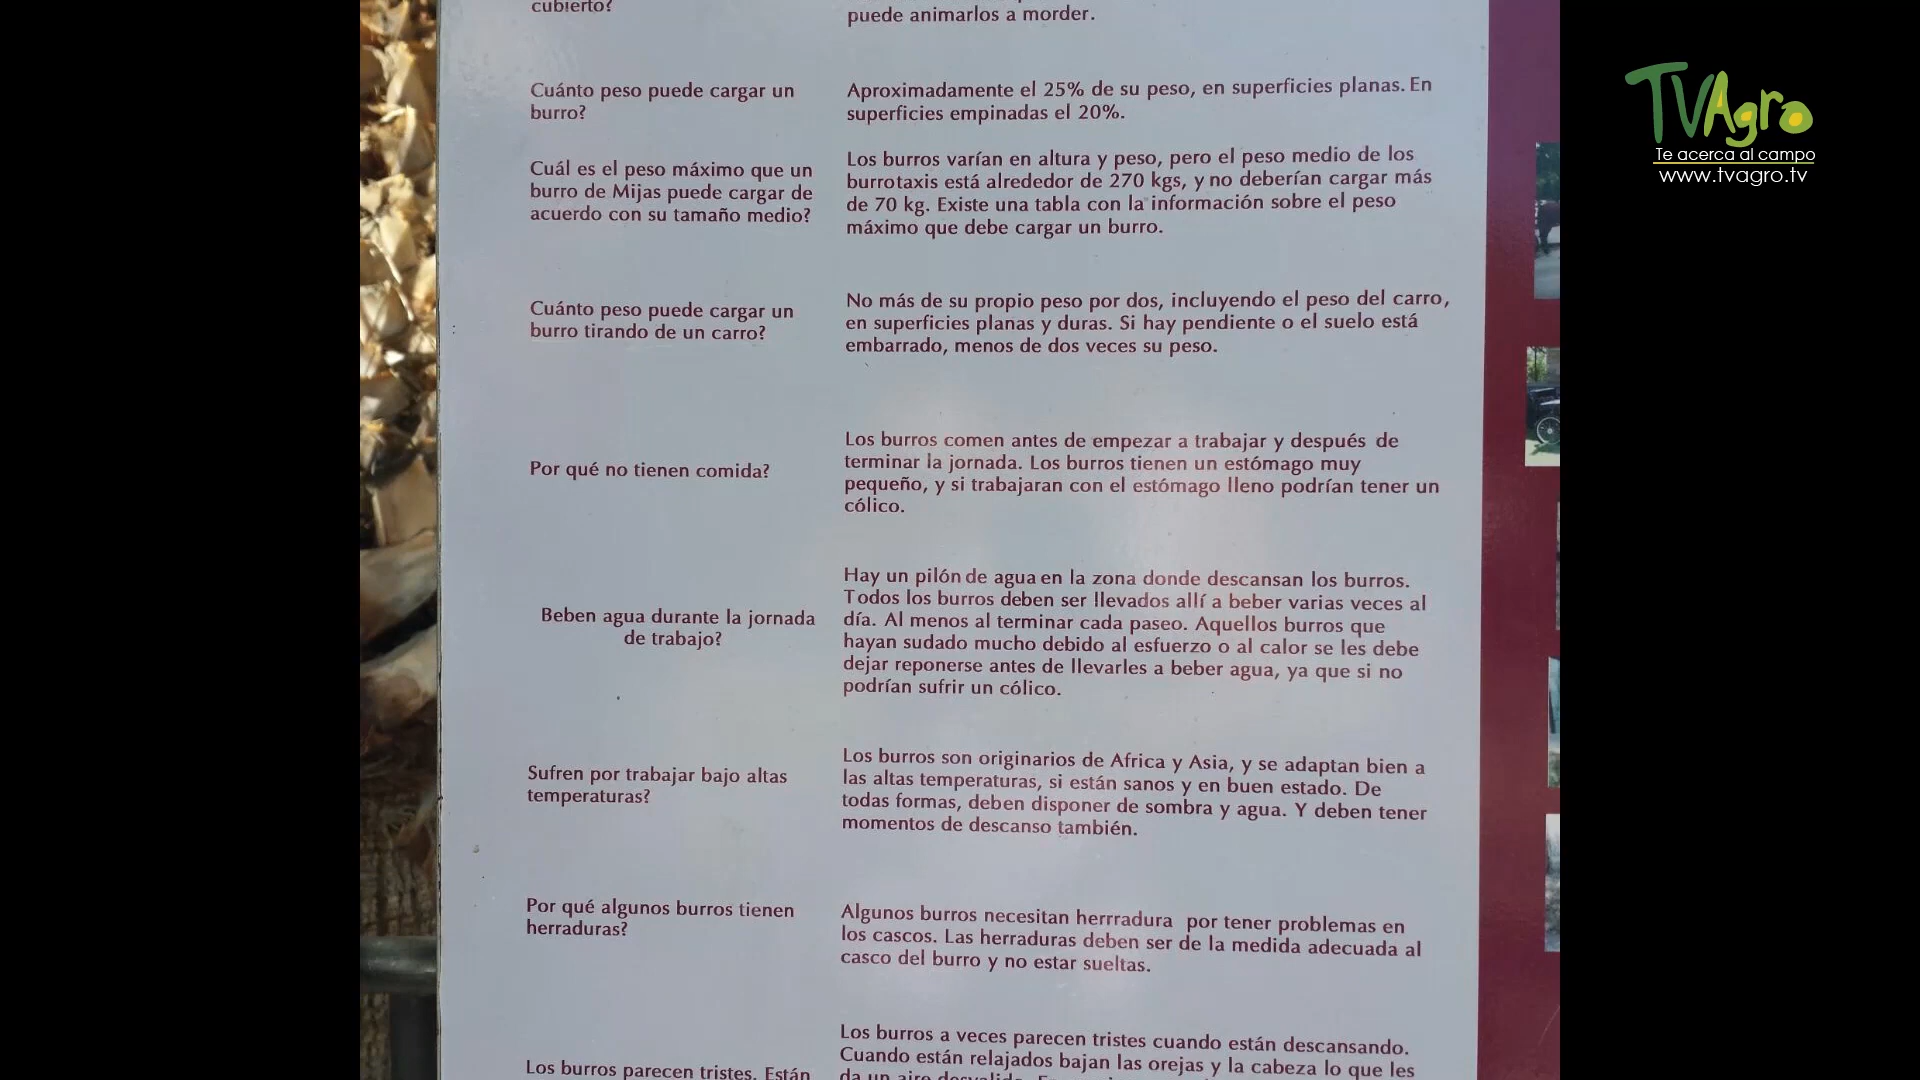 cubierto?
puede animarlos a morder.
Cuánto peso puede cargar un
burro?
Aproximadamente el 25% de su peso, en superficies planas. En
superficies empinadas el 20%.
Cuál es el peso máximo que un
burro de Mijas puede cargar de
acuerdo con su tamaño medio?
Los burros varían en altura y peso, pero el peso medio de los
burrotaxis está alrededor de 270 kgs, y no deberían cargar más
de 70 kg. Existe una tabla con la información sobre el peso
máximo que debe cargar un burro.
Cuánto peso puede cargar un
burro tirando de un carro?
No más de su propio peso por dos, incluyendo el peso del carro,
en superficies planas y duras. Si hay pendiente o el suelo está
embarrado, menos de dos veces su peso.
Por qué no tienen comida?
Los burros comen antes de empezar a trabajar y después de
terminar la jornada. Los burros tienen un estómago muy
pequeño, y si trabajaran con el estómago lleno podrían tener un
cólico.
Beben agua durante la jornada
de trabajo?
Hay un pilón de agua en la zona donde descansan los burros.
Todos los burros deben ser llevados allí a beber varias veces al
día. Al menos al terminar cada paseo. Aquellos burros que
hayan sudado mucho debido al esfuerzo o al calor se les debe
dejar reponerse antes de llevarles a beber agua, ya que si no
podrían sufrir un cólico.
Sufren por trabajar bajo altas
temperaturas?
Los burros son originarios de Africa y Asia, y se adaptan bien a
las altas temperaturas, si están sanos y en buen estado. De
todas formas, deben disponer de sombra y agua. Y deben tener
momentos de descanso también.
Por qué algunos burros tienen
herraduras?
Algunos burros necesitan herrradura por tener problemas en
los cascos. Las herraduras deben ser de la medida adecuada al
casco del burro y no estar sueltas.
Los burros parecen tristes. Están
Los burros a veces parecen tristes cuando están descansando.
Cuando están relajados bajan las orejas y la cabeza lo que les
da un aire desvalido.
TVAgro
Te acerca al campo
www.tvagro.tv